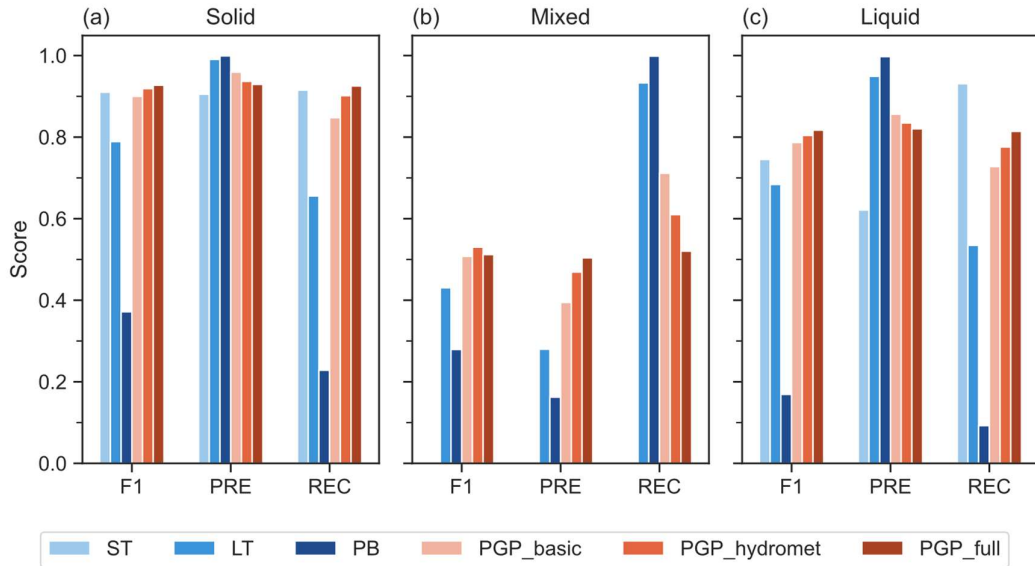 (a) Solid (b) Mixed (c) Liquid
1.0
0.8
0.6
0.4
0.2
0.0
Score
F1 PRE REC F1 PRE REC F1 PRE REC
ST LT PB PGP_basic PGP_hydromet PGP_full